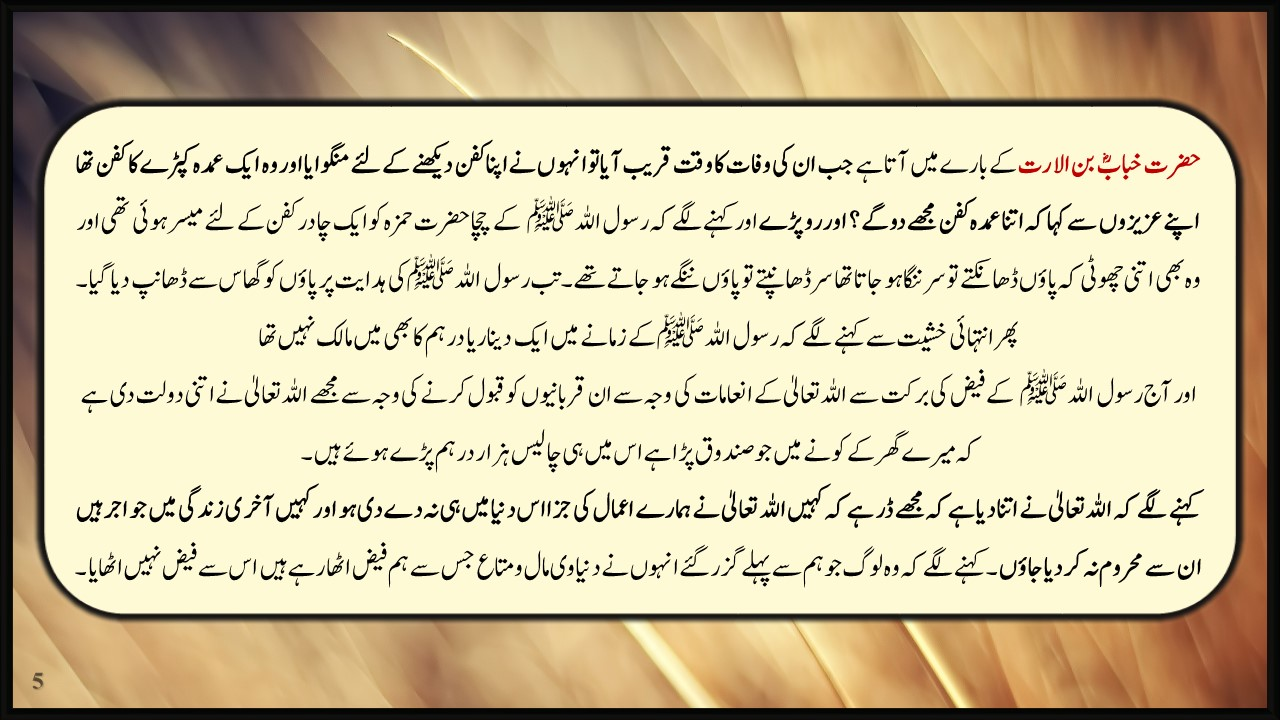 حضرت خبابؓ بن الارت کے بارے میں آتا ہے جب ان کی وفات کا وقت قریب آیا تو انہوں نے اپنا کفن دیکھنے کے لئے منگوایا اور وہ ایک عمدہ کپڑے کا کفن تھا
اپنے عزیزوں سے کہا کہ اتنا عمدہ کفن مجھے دو گے ؟ اور رو پڑے اور کہنے لگے کہ رسول اللہ ﷺ کے چچا حضرت حمزہ کو ایک چادر کفن کے لئے میسر ہوئی تھی اور
وہ بھی اتنی چھوٹی کہ پاؤں ڈھانکتے تو سر ننگا ہو جاتا تھا سر ڈھانپتے تو پاؤں ننگے ہو جاتے تھے۔ تب رسول اللہ ﷺ کی ہدایت پر پاؤں کو گھاس سے ڈھانپ دیا گیا۔
پھر انتہائی خشیت سے کہنے لگے کہ رسول اللہ ﷺ کے زمانے میں ایک دینار یا درہم کا بھی میں مالک نہیں تھا
اور آج رسول اللہ ﷺ کے فیض کی برکت سے اللہ تعالیٰ کے انعامات کی وجہ سے ان قربانیوں کو قبول کرنے کی وجہ سے مجھے اللہ تعالیٰ نے اتنی دولت دی ہے
کہ میرے گھر کے کونے میں جو صندوق پڑا ہے اس میں ہی چالیس ہزار درہم پڑے ہوئے ہیں۔
کہنے لگے کہ اللہ تعالیٰ نے اتنا دیا ہے کہ مجھے ڈر ہے کہ کہیں اللہ تعالیٰ نے ہمارے اعمال کی جزا اس دنیا میں ہی نہ دے دی ہو اور کہیں آخری زندگی میں جو اجر ہیں
ان سے محروم نہ کر دیا جاؤں۔ کہنے لگے کہ وہ لوگ جو ہم سے پہلے گزر گئے انہوں نے دنیاوی مال و متاع جس سے ہم فیض اٹھا رہے ہیں اس سے فیض نہیں اٹھایا۔
5